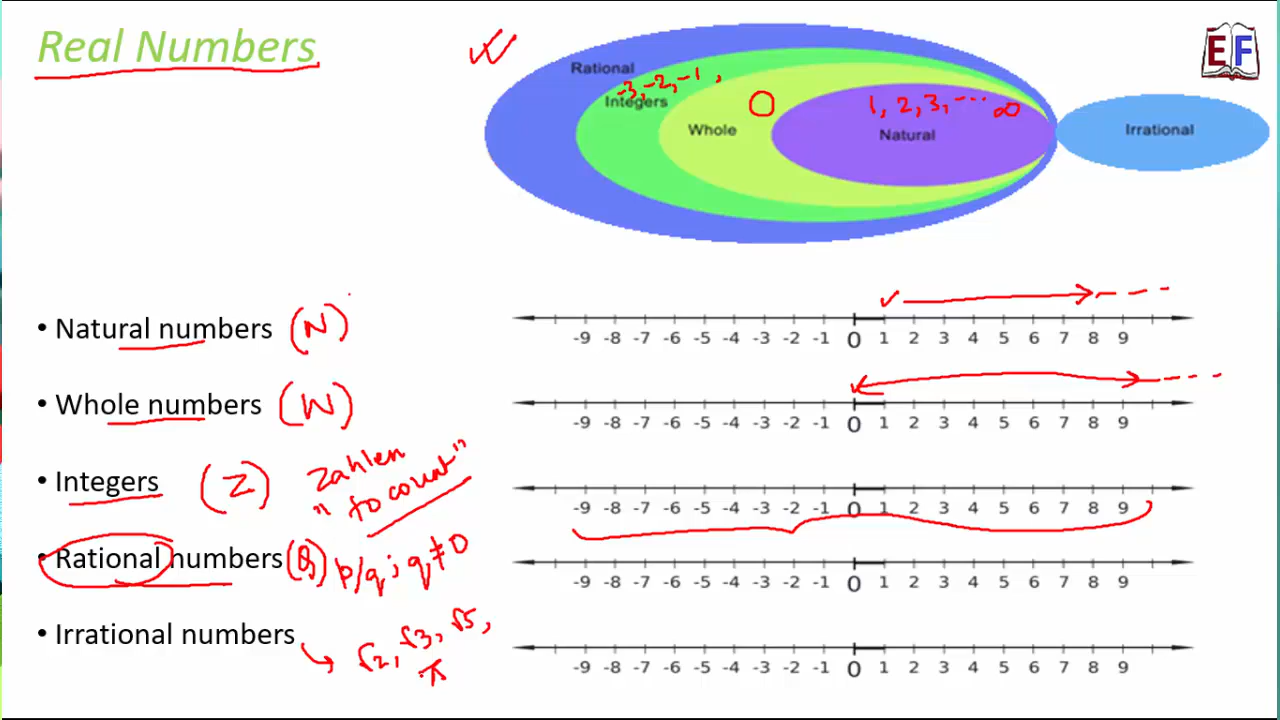 Real Numbers
EF
Rational
-3, -2, -1 ,
Integers
Whole
0
1, 2, 3, ... ∞
Natural
Irrational
• Natural numbers (N)
-9 -8 -7 -6 -5 -4 -3 -2 -1 0 1 2 3 4 5 6 7 8 9
• Whole numbers (W)
-9 -8 -7 -6 -5 -4 -3 -2 -1 0 1 2 3 4 5 6 7 8 9
• Integers (Z) Zahlen
"to count"
-9 -8 -7 -6 -5 -4 -3 -2 -1 0 1 2 3 4 5 6 7 8 9
• Rational numbers (Q) p/q ; q ≠ 0
-9 -8 -7 -6 -5 -4 -3 -2 -1 0 1 2 3 4 5 6 7 8 9
• Irrational numbers √2, √3, √5,
π
-9 -8 -7 -6 -5 -4 -3 -2 -1 0 1 2 3 4 5 6 7 8 9